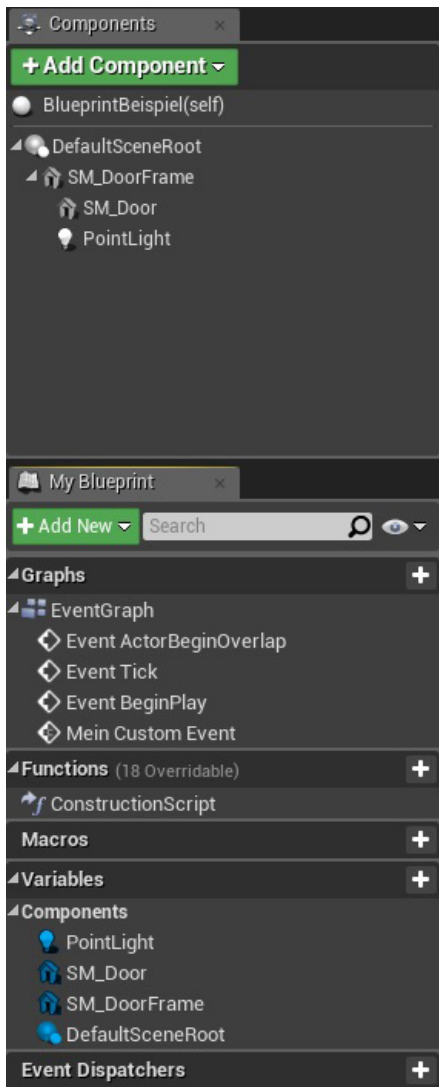 Components
+ Add Component
BlueprintBeispiel(self)
DefaultSceneRoot
SM_DoorFrame
SM_Door
PointLight
My Blueprint
+ Add New Search
Graphs +
EventGraph
Event ActorBeginOverlap
Event Tick
Event BeginPlay
Mein Custom Event
Functions (18 Overridable) +
f ConstructionScript
Macros +
Variables +
Components
PointLight
SM_Door
SM_DoorFrame
DefaultSceneRoot
Event Dispatchers +